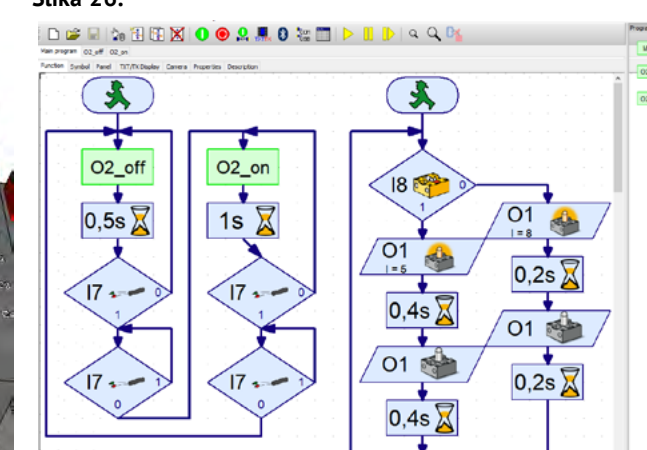 Slika 26.
Main program O2_off O2_on
Function Symbol Panel TXT/TXDisplay Camera Properties Description
O2_off
0,5s
I7
0
1
I7
1
0
O2_on
1s
I7
0
1
I7
1
0
I8
0
1
O1
I = 5
0,4s
O1
0,4s
O1
I = 8
0,2s
O1
0,2s
Prope